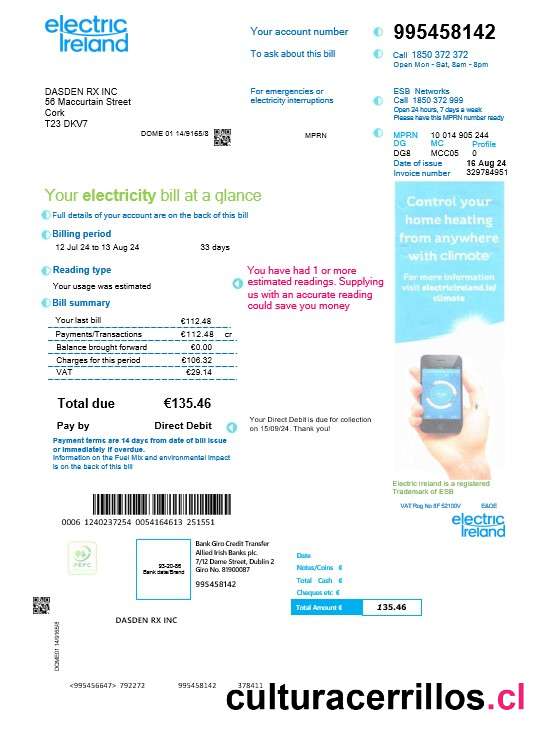 electric
Ireland
Your account number
995458142
To ask about this bill
Call 1850 372 372
Open Mon - Sat, 8am - 8pm
DASDEN RX INC
56 Maccurtain Street
Cork
T23 DKV7
DOME 01 14/9165/8
For emergencies or
electricity interruptions
ESB Networks
Call 1850 372 999
Open 24 hours, 7 days a week
Please have this MPRN number ready
MPRN
MPRN 10 014 905 244
DG MC Profile
DG8 MCC05 0
Date of issue 16 Aug 24
Invoice number 329784951
Your electricity bill at a glance
Full details of your account are on the back of this bill
Billing period
12 Jul 24 to 13 Aug 24 33 days
Reading type
Your usage was estimated
You have had 1 or more
estimated readings. Supplying
us with an accurate reading
could save you money
Bill summary
Your last bill €112.48
Payments/Transactions €112.48 cr
Balance brought forward €0.00
Charges for this period €106.32
VAT €29.14
Total due €135.46
Pay by Direct Debit
Your Direct Debit is due for collection
on 15/09/24. Thank you!
Payment terms are 14 days from date of bill issue
or immediately if overdue.
Information on the Fuel Mix and environmental impact
is on the back of this bill
Control your
home heating
from anywhere
with climote
For more information
visit electricireland.ie/
climote
Electric Ireland is a registered
Trademark of ESB
VAT Reg No IIF 52100V E&OE
electric
Ireland
0006 1240237254 0054164613 251551
PEFC
93-20-86
Bank date/Brand
Bank Giro Credit Transfer
Allied Irish Banks plc.
7/12 Dame Street, Dublin 2
Giro No. 81900087
995458142
Date
Notes/Coins €
Total Cash €
Cheques etc €
Total Amount € 135.46
DASDEN RX INC
DOME01 14/9165/8
<995456647> 792272 995458142 378411
culturacerrillos.cl